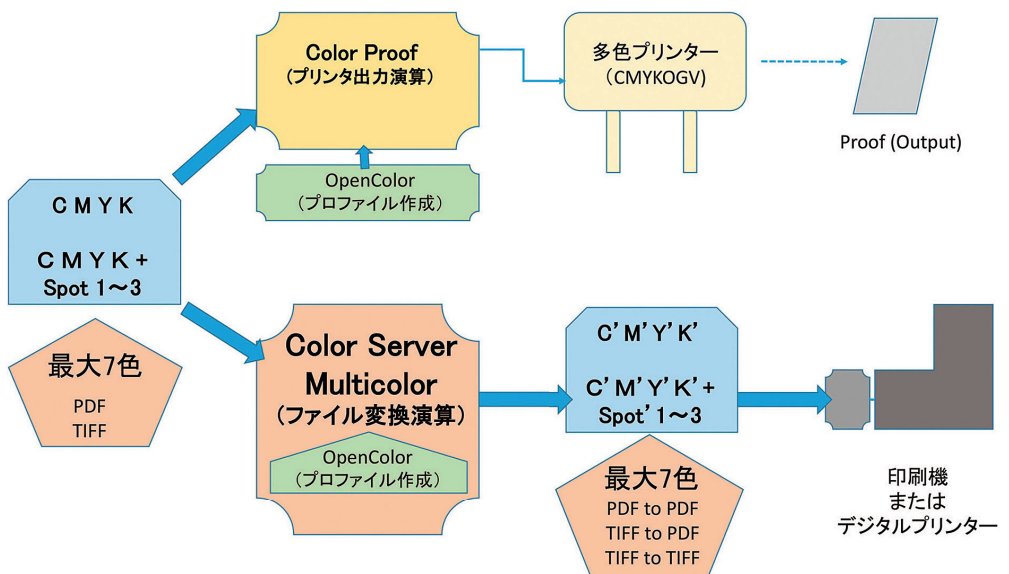 Color Proof
(プリンタ出力演算)
多色プリンター
(CMYKOGV)
Proof (Output)
OpenColor
(プロファイル作成)
C M Y K
C M Y K +
Spot 1～3
最大7色
PDF
TIFF
Color Server
Multicolor
(ファイル変換演算)
OpenColor
(プロファイル作成)
C' M' Y' K'
C' M' Y' K' +
Spot' 1～3
最大7色
PDF to PDF
TIFF to PDF
TIFF to TIFF
印刷機
または
デジタルプリンター